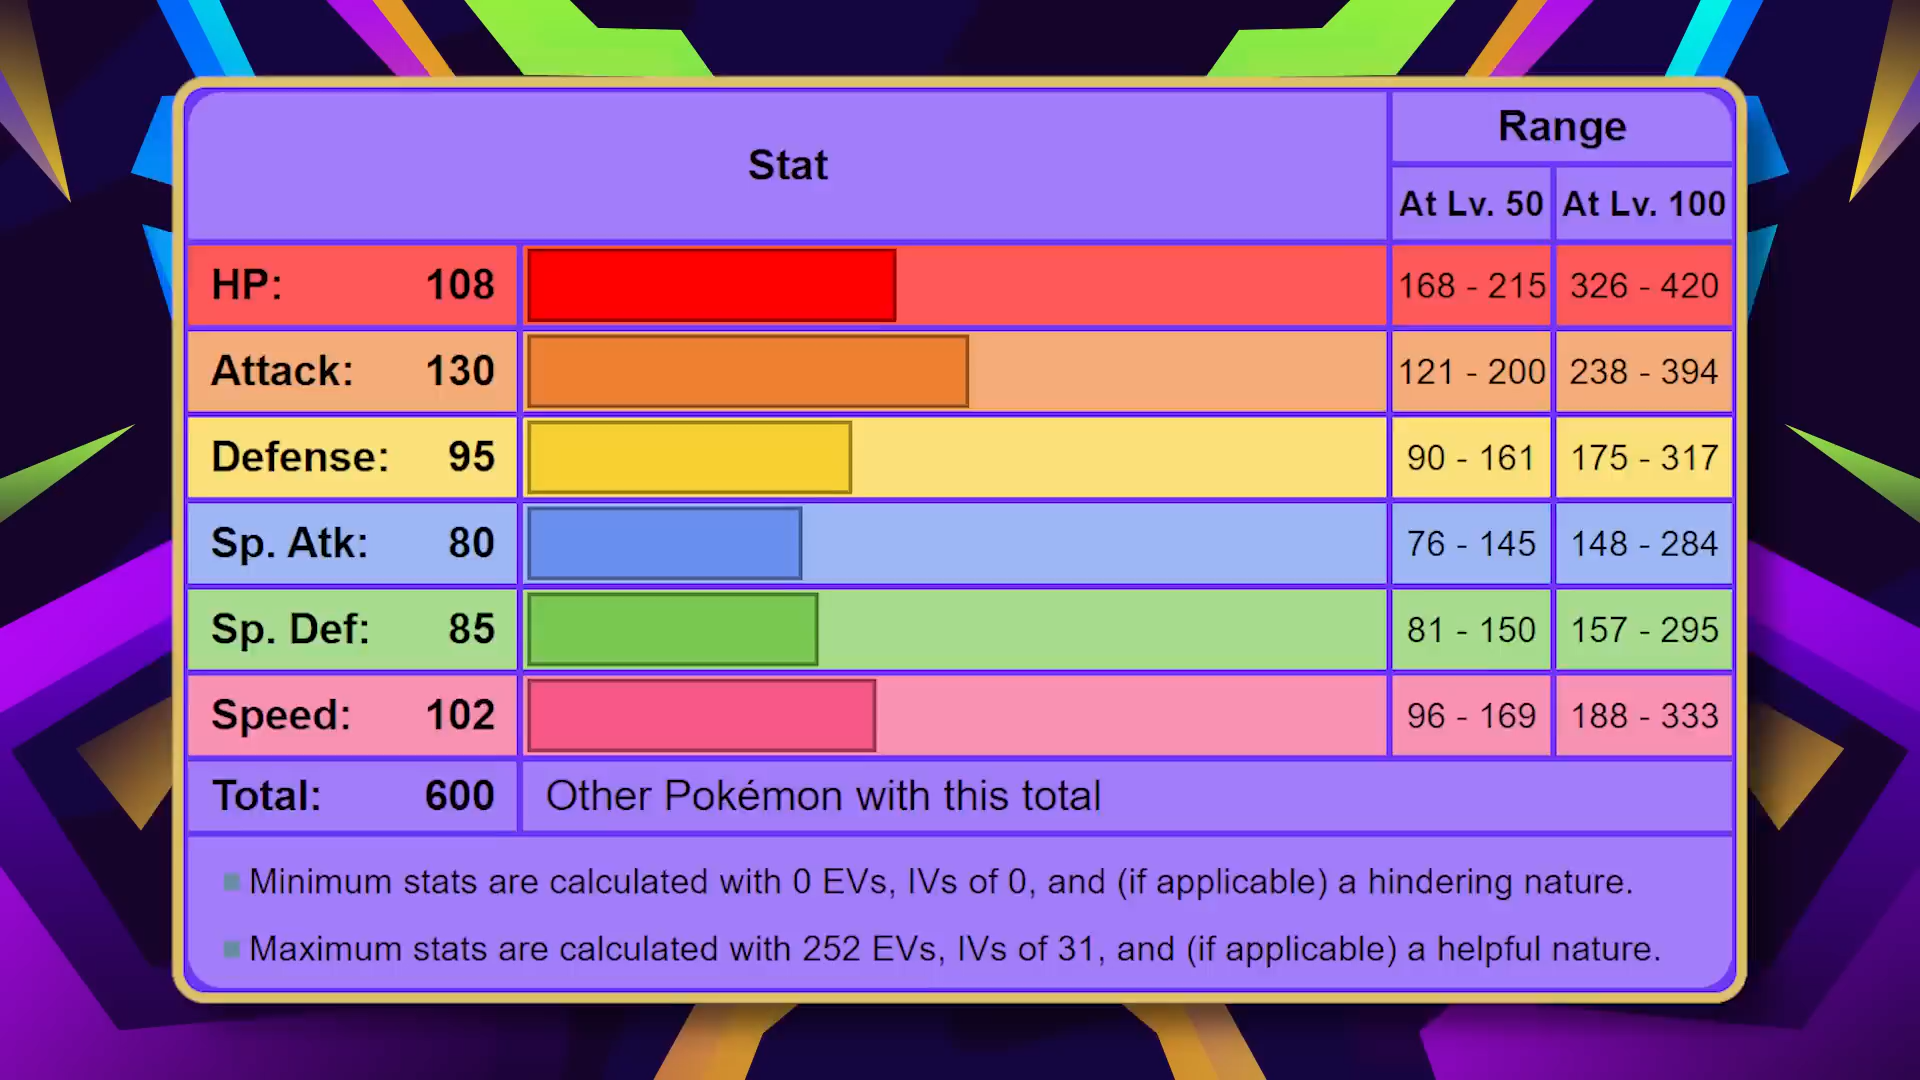 Stat
Range
At Lv. 50 At Lv. 100
HP: 108 168 - 215 326 - 420
Attack: 130 121 - 200 238 - 394
Defense: 95 90 - 161 175 - 317
Sp. Atk: 80 76 - 145 148 - 284
Sp. Def: 85 81 - 150 157 - 295
Speed: 102 96 - 169 188 - 333
Total: 600 Other Pokémon with this total
Minimum stats are calculated with 0 EVs, IVs of 0, and (if applicable) a hindering nature.
Maximum stats are calculated with 252 EVs, IVs of 31, and (if applicable) a helpful nature.